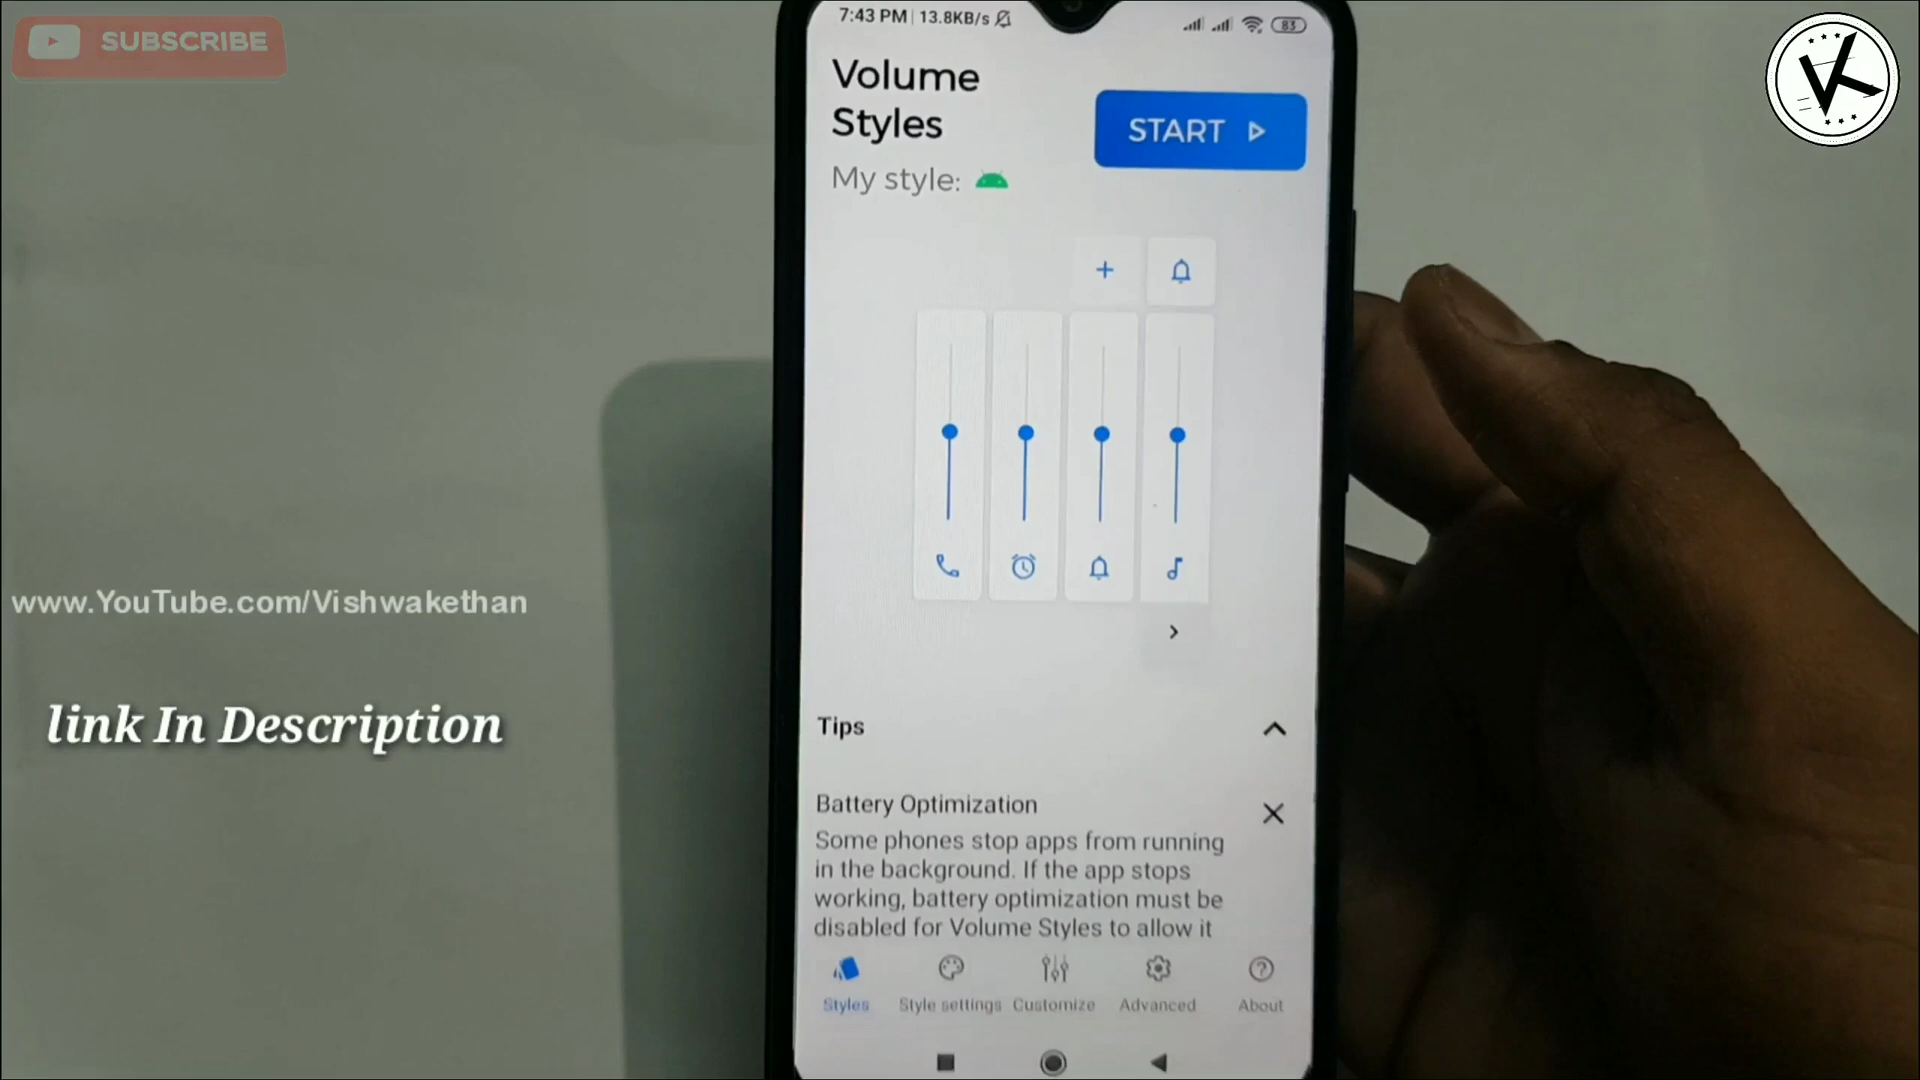 SUBSCRIBE
7:43 PM | 13.8KB/s
83
VK
Volume
Styles
START
My style:
www.YouTube.com/Vishwakethan
link In Description
Tips
Battery Optimization
Some phones stop apps from running
in the background. If the app stops
working, battery optimization must be
disabled for Volume Styles to allow it
Styles
Style settings
Customize
Advanced
About